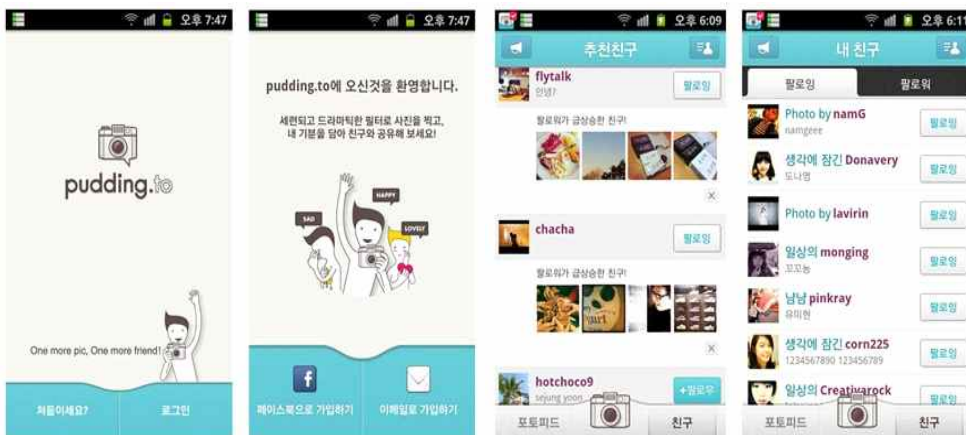 오후 7:47
pudding.to
One more pic, One more friend!
처음이세요?
로그인
오후 7:47
pudding.to에 오신것을 환영합니다.
세련되고 드라마틱한 필터로 사진을 찍고,
내 기분을 담아 친구와 공유해 보세요!
SAD
HAPPY
LOVELY
페이스북으로 가입하기
이메일로 가입하기
오후 6:09
추천친구
flytalk
안녕?
팔로잉
팔로워가 급상승한 친구!
chacha
팔로잉
팔로워가 급상승한 친구!
hotchoco9
sejung yoon
+팔로우
포토피드
친구
오후 6:11
내 친구
팔로잉
팔로워
Photo by namG
namgeee
팔로잉
생각에 잠긴 Donavery
도나영
팔로잉
Photo by lavirin
팔로잉
일상의 monging
꼬꼬농
팔로잉
냠냠 pinkray
유미현
팔로잉
생각에 잠긴 corn225
1234567890 123456789
팔로잉
일상의 Creativarock
팔로잉
포토피드
친구